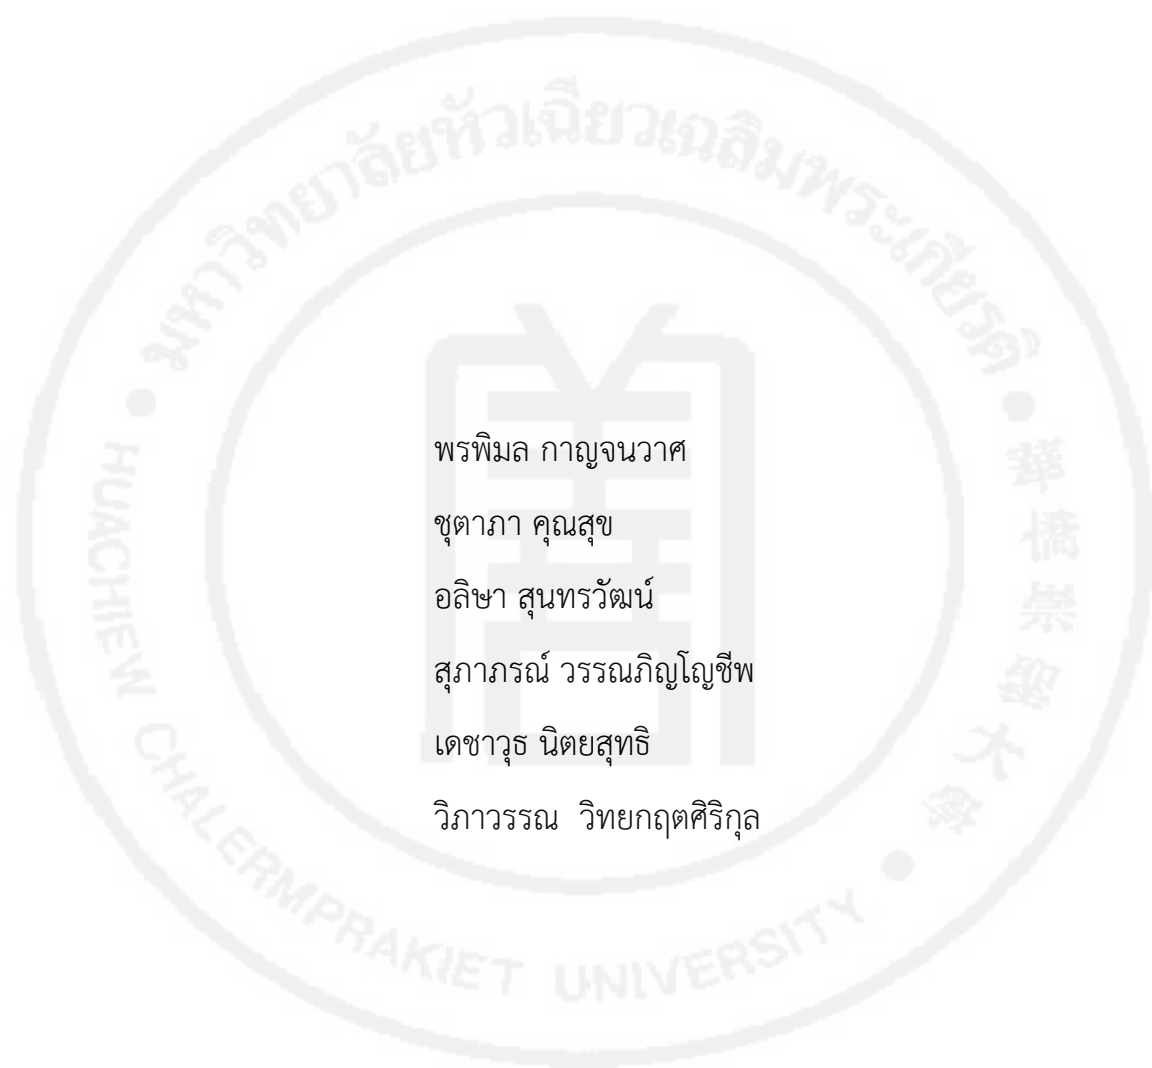 มหาวิทยาลัยหัวเฉียวเฉลิมพระเกียรติ
พรพิมล กาญจนวาศ
ชุตาภา คุณสุข
อลิษา สุนทรวัฒน์
สุภาภรณ์ วรรณภิญโญชีพ
เดชาวุธ นิตยสุทธิ
วิภาวรรณ วิทยกฤตศิริกุล
華僑崇聖大學
HUACHIEW CHALERMPRAKIET UNIVERSITY